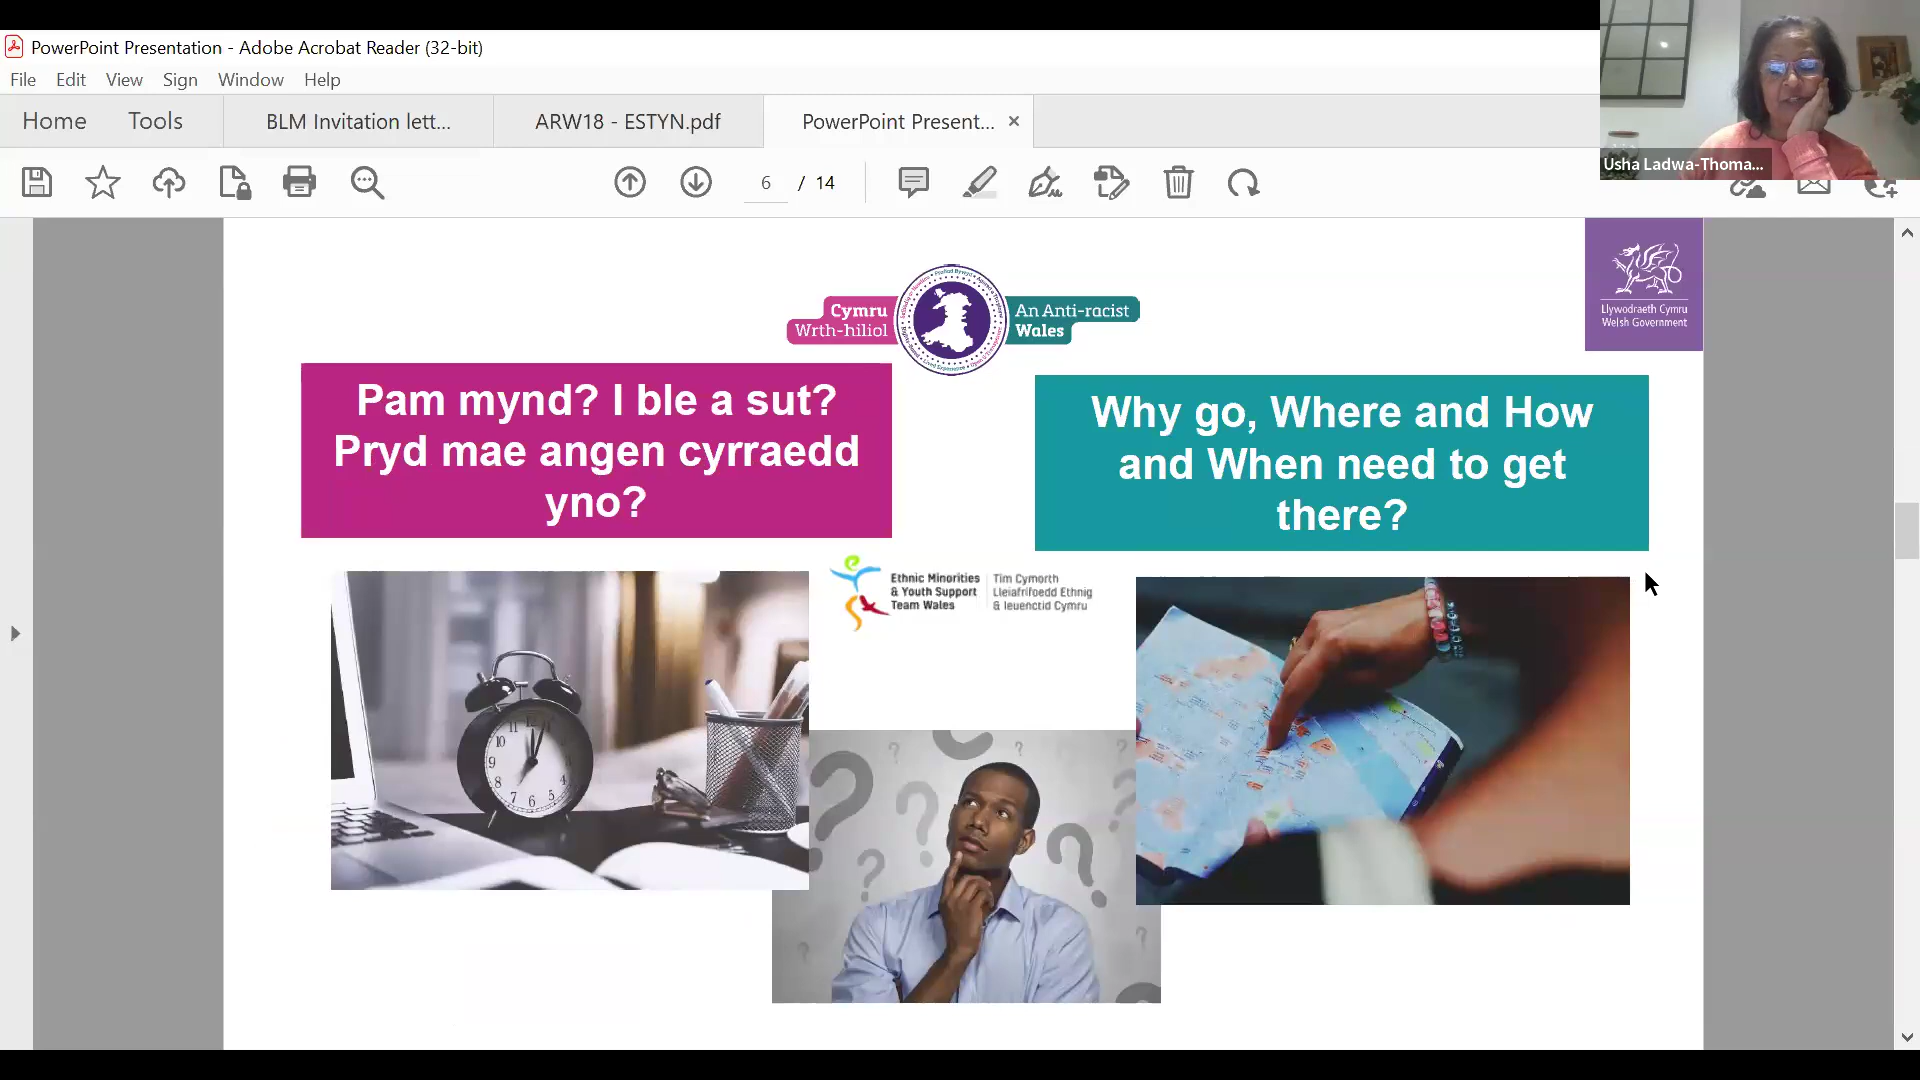 PowerPoint Presentation - Adobe Acrobat Reader (32-bit)
File Edit View Sign Window Help
Home Tools BLM Invitation lett... ARW18 - ESTYN.pdf PowerPoint Present... ×
6 / 14
Usha Ladwa-Thoma...
Cymru
Wrth-hiliol
An Anti-racist
Wales
Llywodraeth Cymru
Welsh Government
Pam mynd? I ble a sut?
Pryd mae angen cyrraedd
yno?
Why go, Where and How
and When need to get
there?
Ethnic Minorities
& Youth Support
Team Wales
Tim Cymorth
Lleiafrifoedd Ethnig
& Ieuenctid Cymru